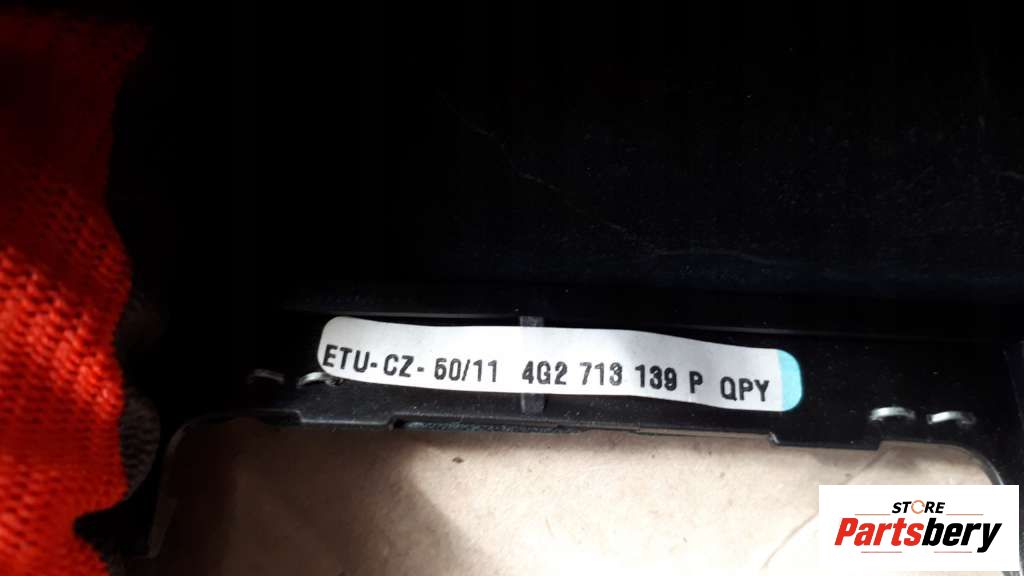 ETU-CZ-50/11 4G2 713 139 P QPY
STORE
Partsbery